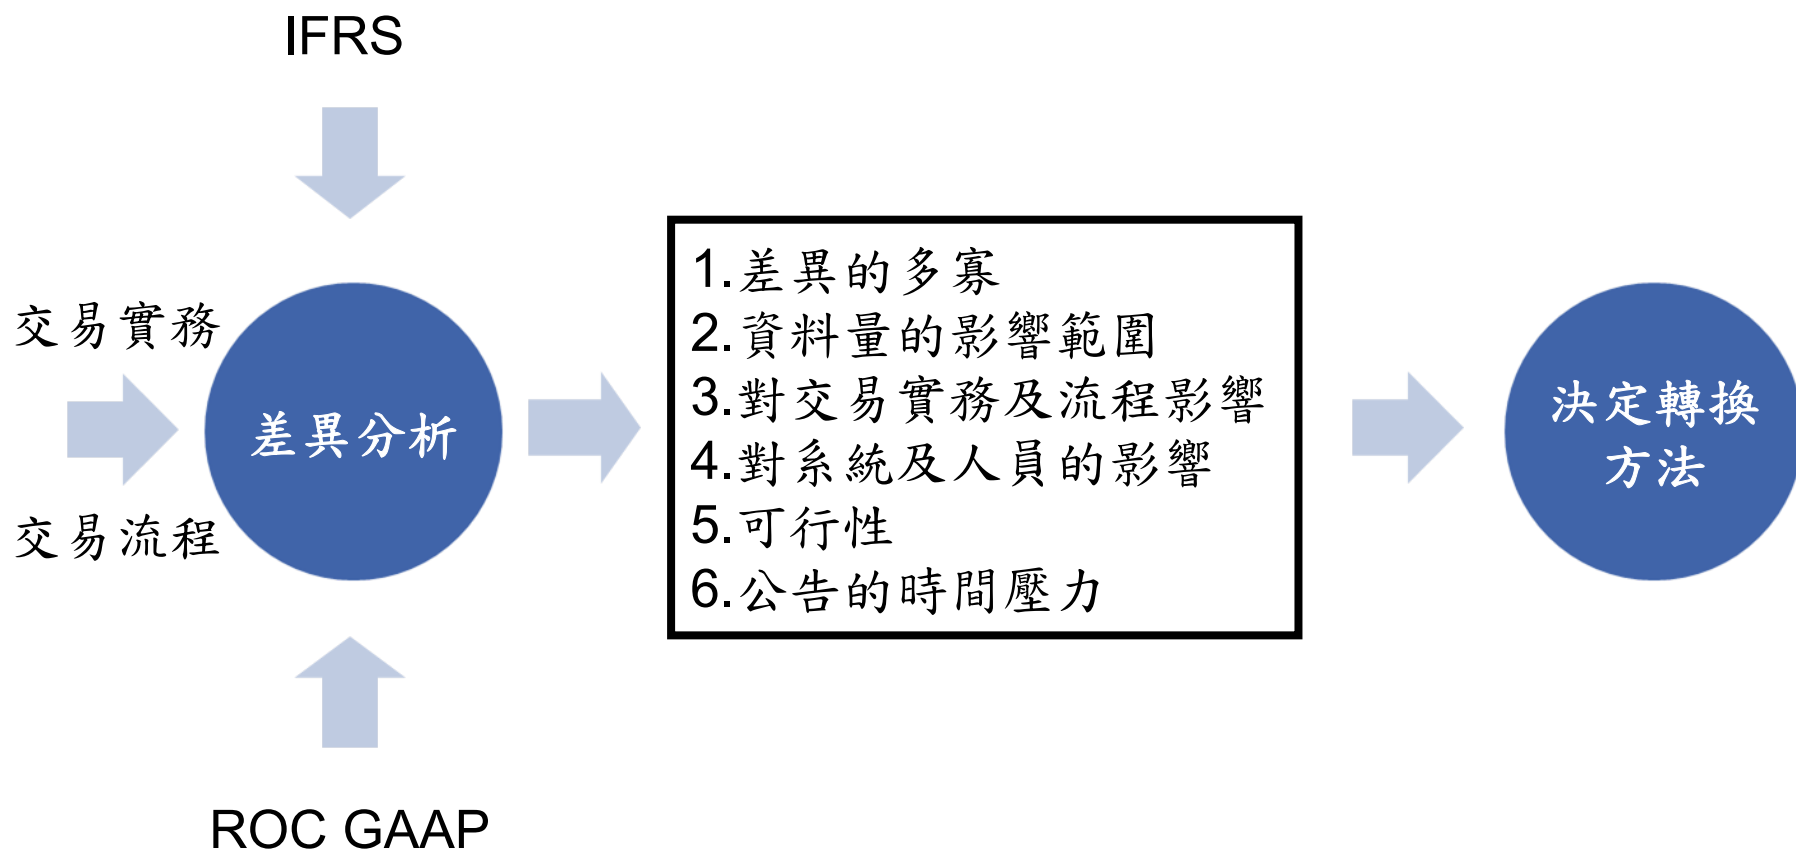 IFRS
交易實務
差異分析
交易流程
ROC GAAP
1.差異的多寡
2.資料量的影響範圍
3.對交易實務及流程影響
4.對系統及人員的影響
5.可行性
6.公告的時間壓力
決定轉換
方法